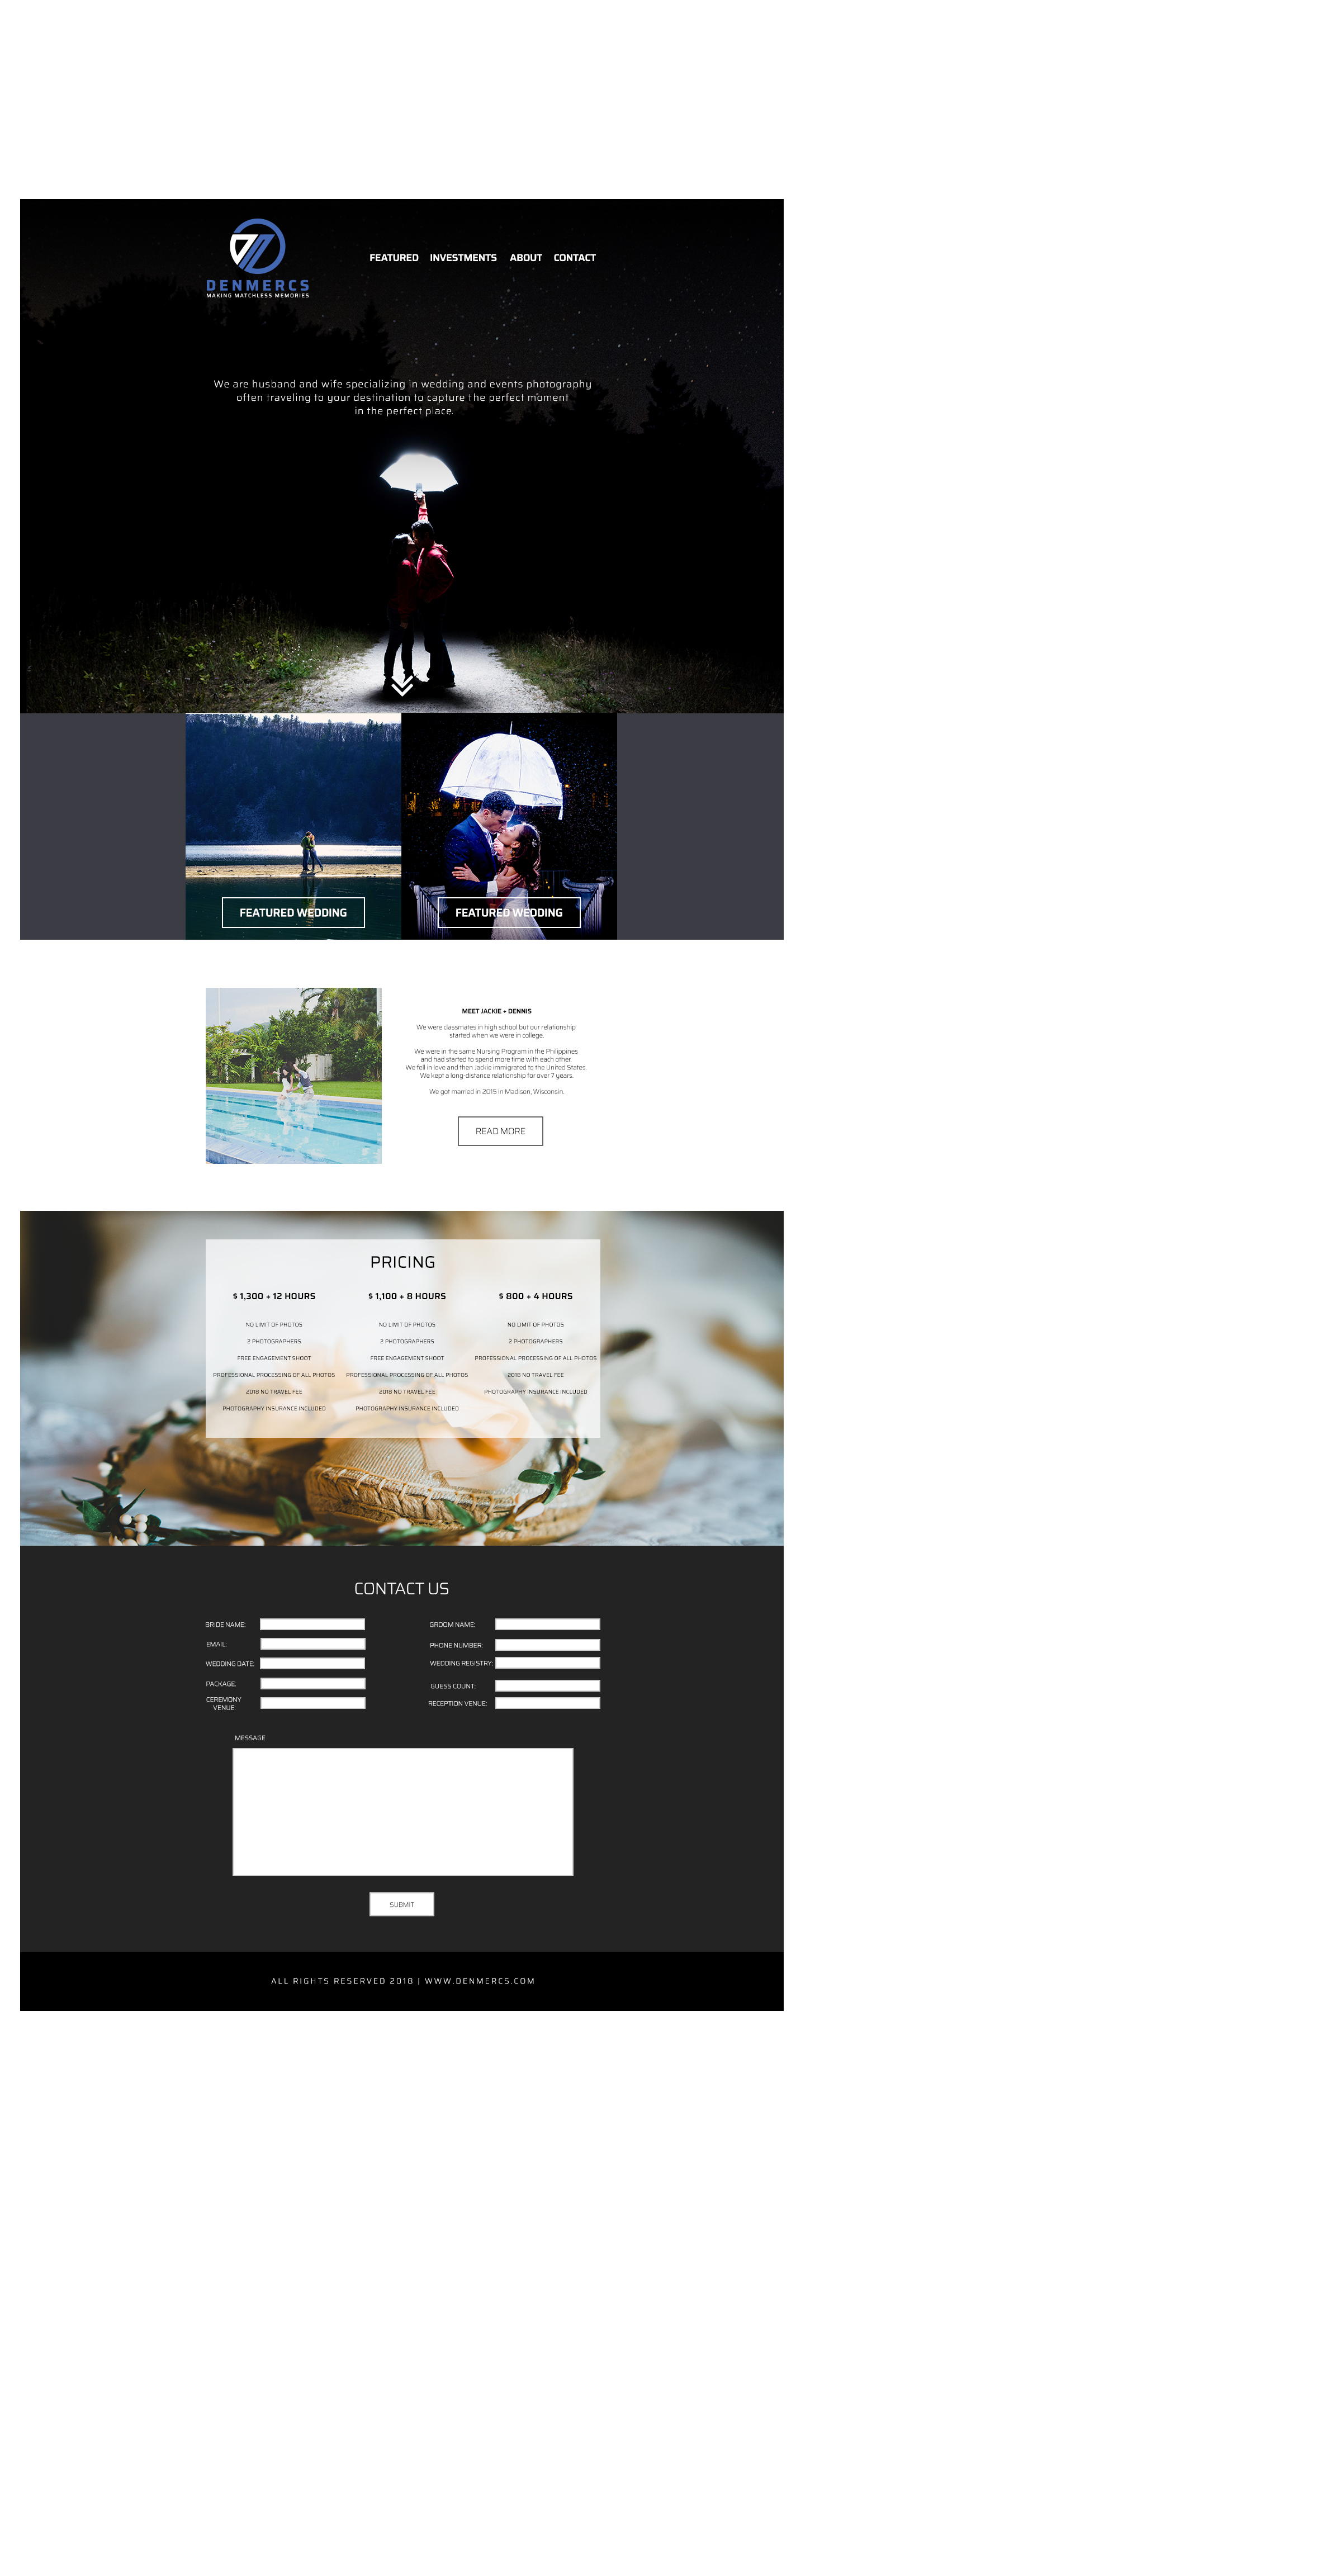 DENMERCS
MAKING MATCHLESS MEMORIES
FEATURED INVESTMENTS ABOUT CONTACT
We are husband and wife specializing in wedding and events photography
often traveling to your destination to capture the perfect moment
in the perfect place.
FEATURED WEDDING
FEATURED WEDDING
MEET JACKIE + DENNIS
We were classmates in high school but our relationship
started when we were in college.
We were in the same Nursing Program in the Philippines
and had started to spend more time with each other.
We fell in love and then Jackie immigrated to the United States.
We kept a long-distance relationship for over 7 years.
We got married in 2015 in Madison, Wisconsin.
READ MORE
PRICING
$ 1,300 + 12 HOURS
NO LIMIT OF PHOTOS
2 PHOTOGRAPHERS
FREE ENGAGEMENT SHOOT
PROFESSIONAL PROCESSING OF ALL PHOTOS
2018 NO TRAVEL FEE
PHOTOGRAPHY INSURANCE INCLUDED
$ 1,100 + 8 HOURS
NO LIMIT OF PHOTOS
2 PHOTOGRAPHERS
FREE ENGAGEMENT SHOOT
PROFESSIONAL PROCESSING OF ALL PHOTOS
2018 NO TRAVEL FEE
PHOTOGRAPHY INSURANCE INCLUDED
$ 800 + 4 HOURS
NO LIMIT OF PHOTOS
2 PHOTOGRAPHERS
PROFESSIONAL PROCESSING OF ALL PHOTOS
2018 NO TRAVEL FEE
PHOTOGRAPHY INSURANCE INCLUDED
CONTACT US
BRIDE NAME:
GROOM NAME:
EMAIL:
PHONE NUMBER:
WEDDING DATE:
WEDDING REGISTRY:
PACKAGE:
GUESS COUNT:
CEREMONY
VENUE:
RECEPTION VENUE:
MESSAGE
SUBMIT
ALL RIGHTS RESERVED 2018 | WWW.DENMERCS.COM